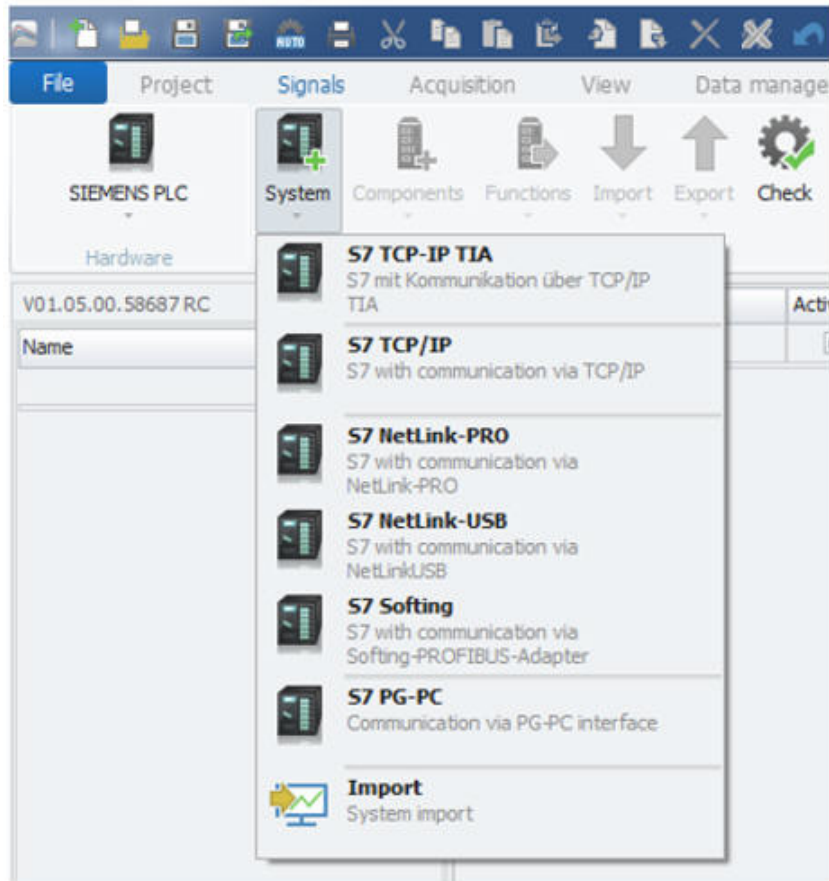 AUTO
File Project Signals Acquisition View Data manage
SIEMENS PLC System Components Functions Import Export Check
Hardware
S7 TCP-IP TIA
S7 mit Kommunikation über TCP/IP
TIA
V01.05.00.58687 RC
Activ
Name
S7 TCP/IP
S7 with communication via TCP/IP
S7 NetLink-PRO
S7 with communication via
NetLink-PRO
S7 NetLink-USB
S7 with communication via
NetLinkUSB
S7 Softing
S7 with communication via
Softing-PROFIBUS-Adapter
S7 PG-PC
Communication via PG-PC interface
Import
System import